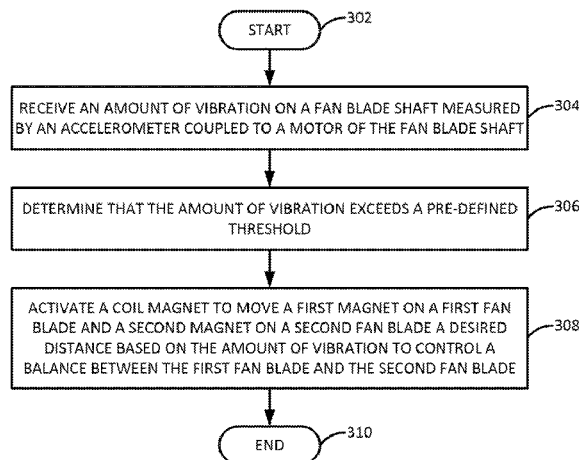 START
302
RECEIVE AN AMOUNT OF VIBRATION ON A FAN BLADE SHAFT MEASURED
BY AN ACCELEROMETER COUPLED TO A MOTOR OF THE FAN BLADE SHAFT
304
DETERMINE THAT THE AMOUNT OF VIBRATION EXCEEDS A PRE-DEFINED
THRESHOLD
306
ACTIVATE A COIL MAGNET TO MOVE A FIRST MAGNET ON A FIRST FAN
BLADE AND A SECOND MAGNET ON A SECOND FAN BLADE A DESIRED
DISTANCE BASED ON THE AMOUNT OF VIBRATION TO CONTROL A
BALANCE BETWEEN THE FIRST FAN BLADE AND THE SECOND FAN BLADE
308
END
310